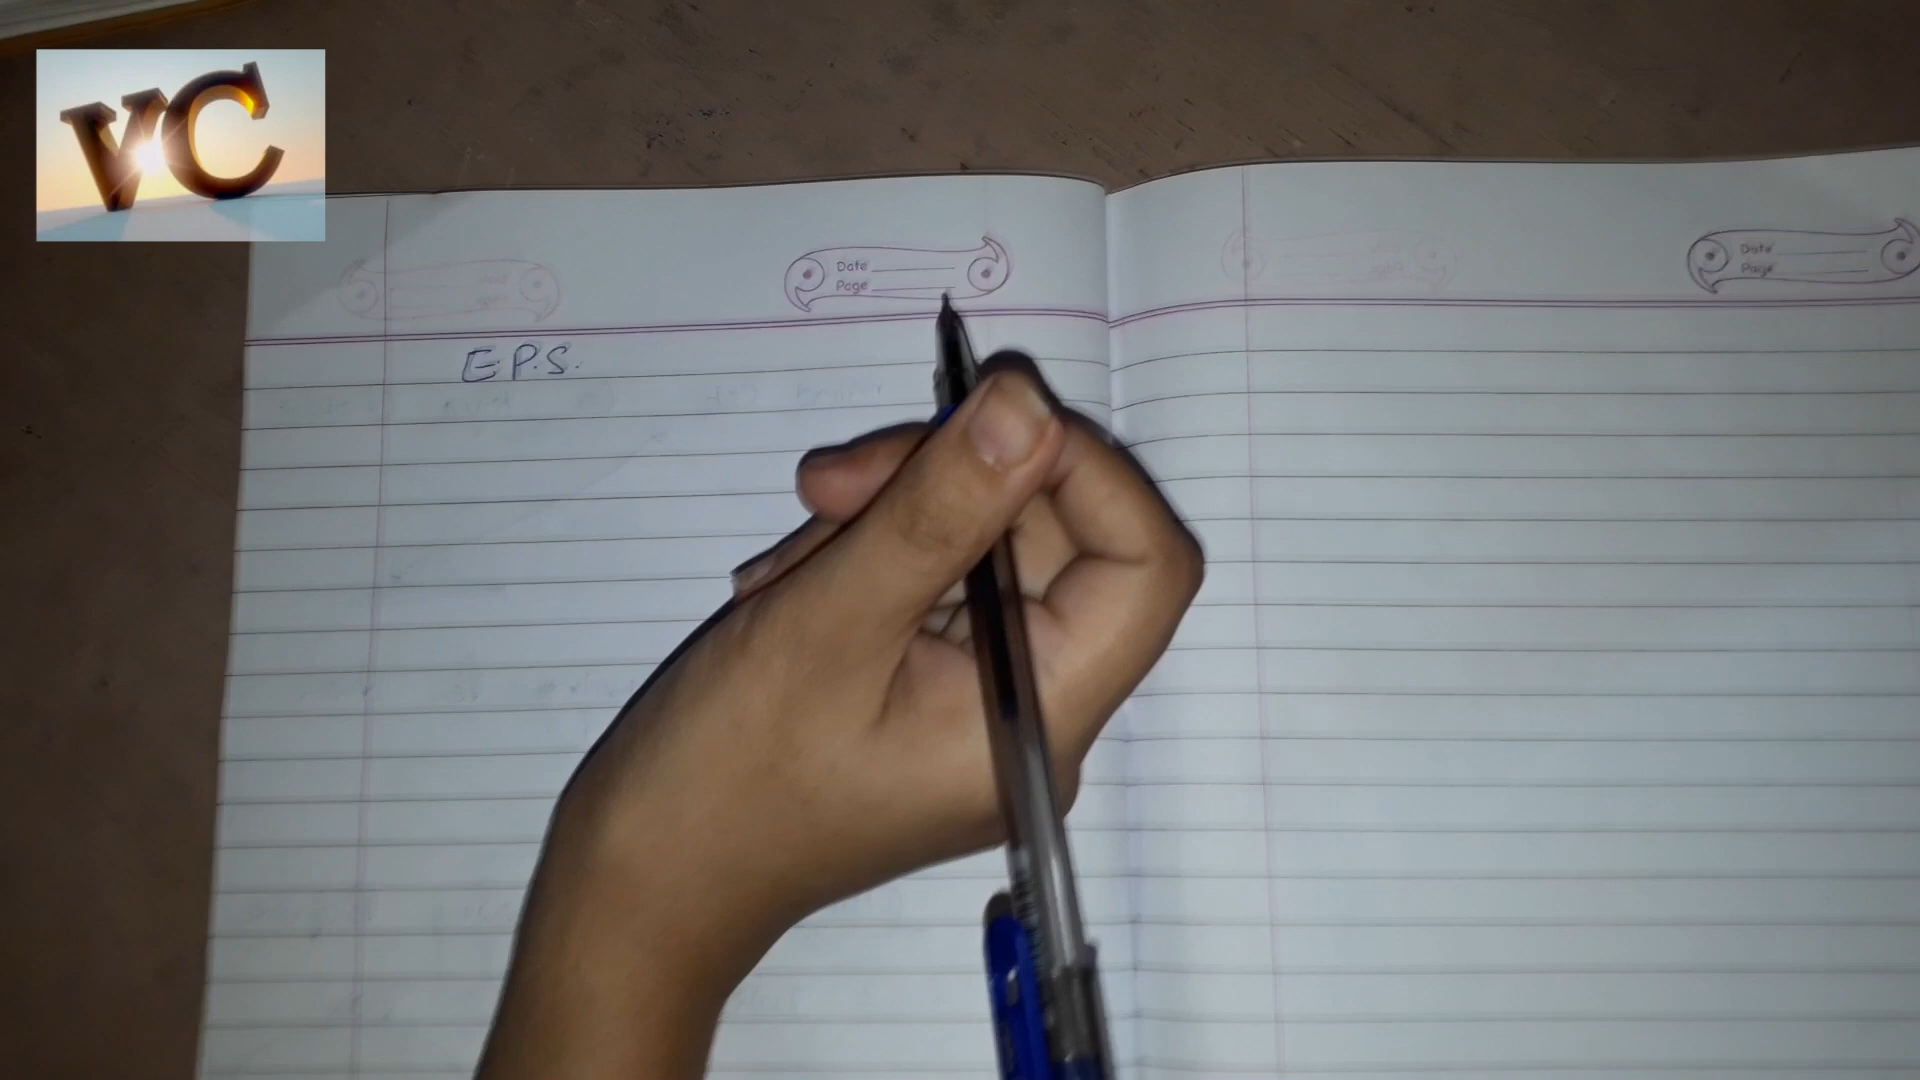 VC
Date
Page
Date
Page
E P.S.